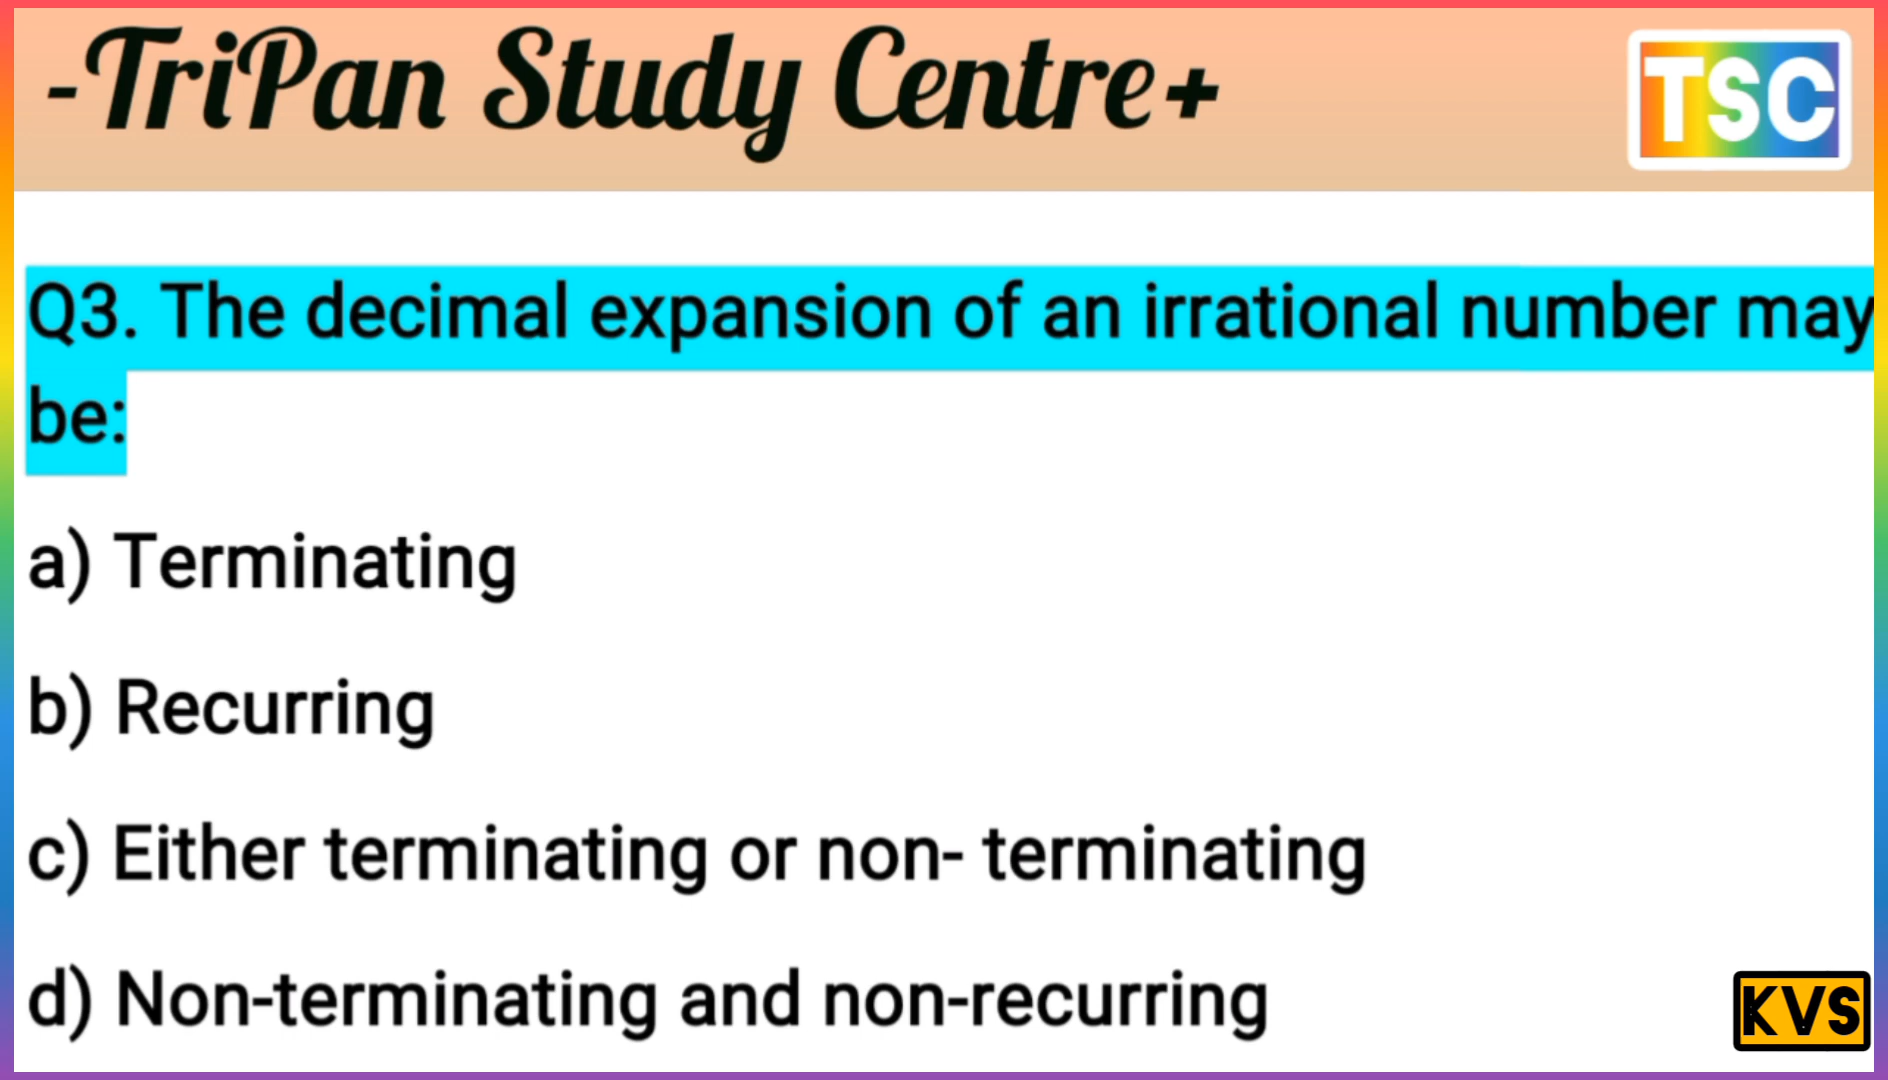 -TriPan Study Centre+
TSC
Q3. The decimal expansion of an irrational number may
be:
a) Terminating
b) Recurring
c) Either terminating or non- terminating
d) Non-terminating and non-recurring
KVS